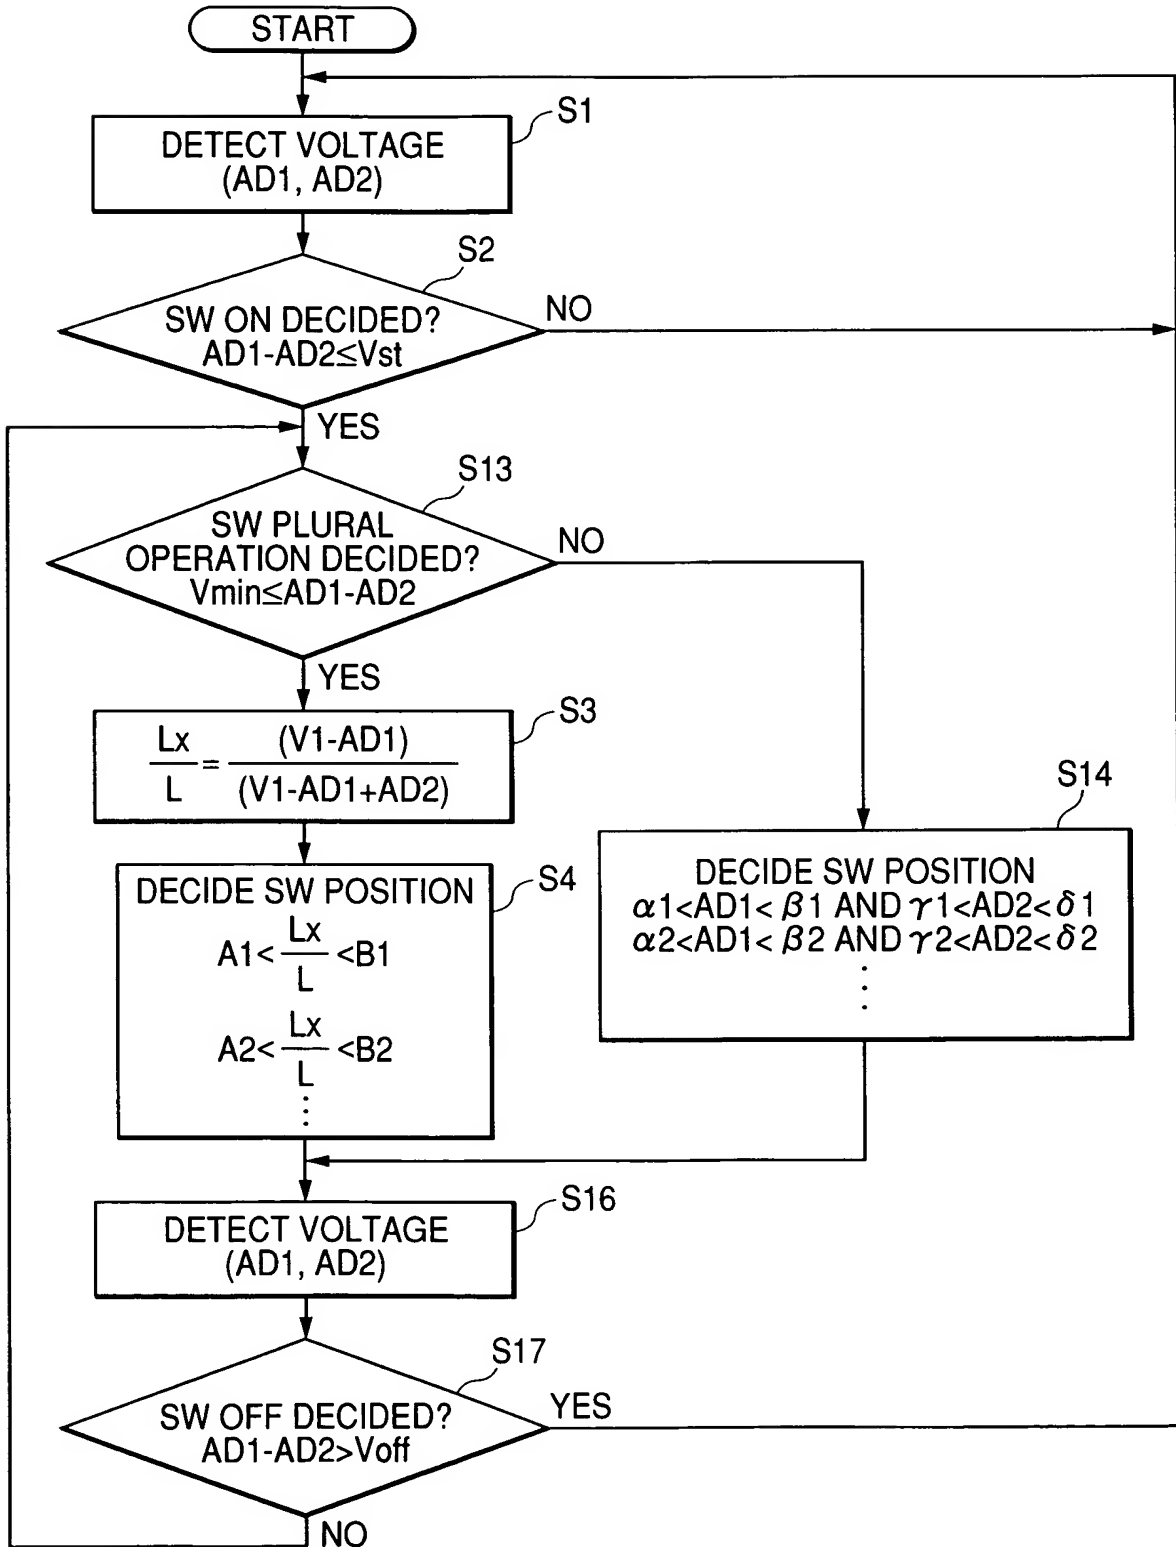 START
S1
DETECT VOLTAGE
(AD1, AD2)
S2
SW ON DECIDED?
AD1-AD2≤Vst
NO
YES
S13
SW PLURAL
OPERATION DECIDED?
Vmin≤AD1-AD2
NO
YES
S3
Lx/L = (V1-AD1)/(V1-AD1+AD2)
S14
DECIDE SW POSITION
α1<AD1<β1 AND γ1<AD2<δ1
α2<AD1<β2 AND γ2<AD2<δ2
⋮
S4
DECIDE SW POSITION
A1< Lx/L <B1
A2< Lx/L <B2
⋮
S16
DETECT VOLTAGE
(AD1, AD2)
S17
SW OFF DECIDED?
AD1-AD2>Voff
YES
NO